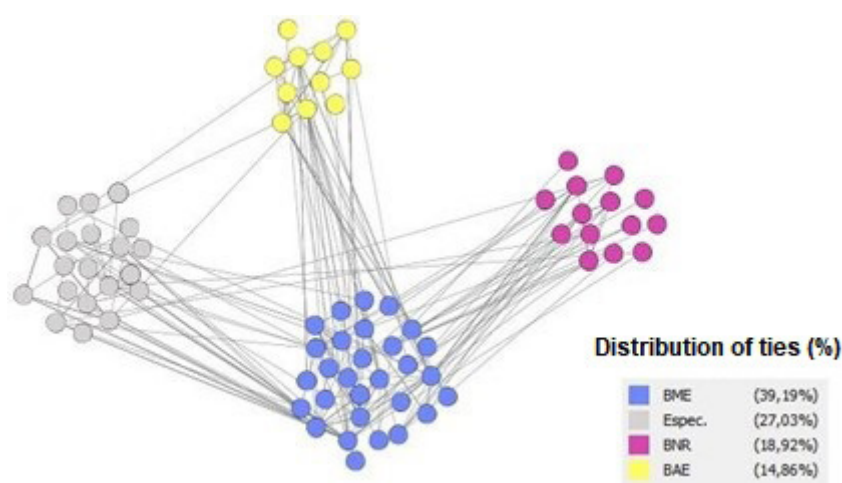 Distribution of ties (%)
BME (39,19%)
Espec. (27,03%)
BNR (18,92%)
BAE (14,86%)